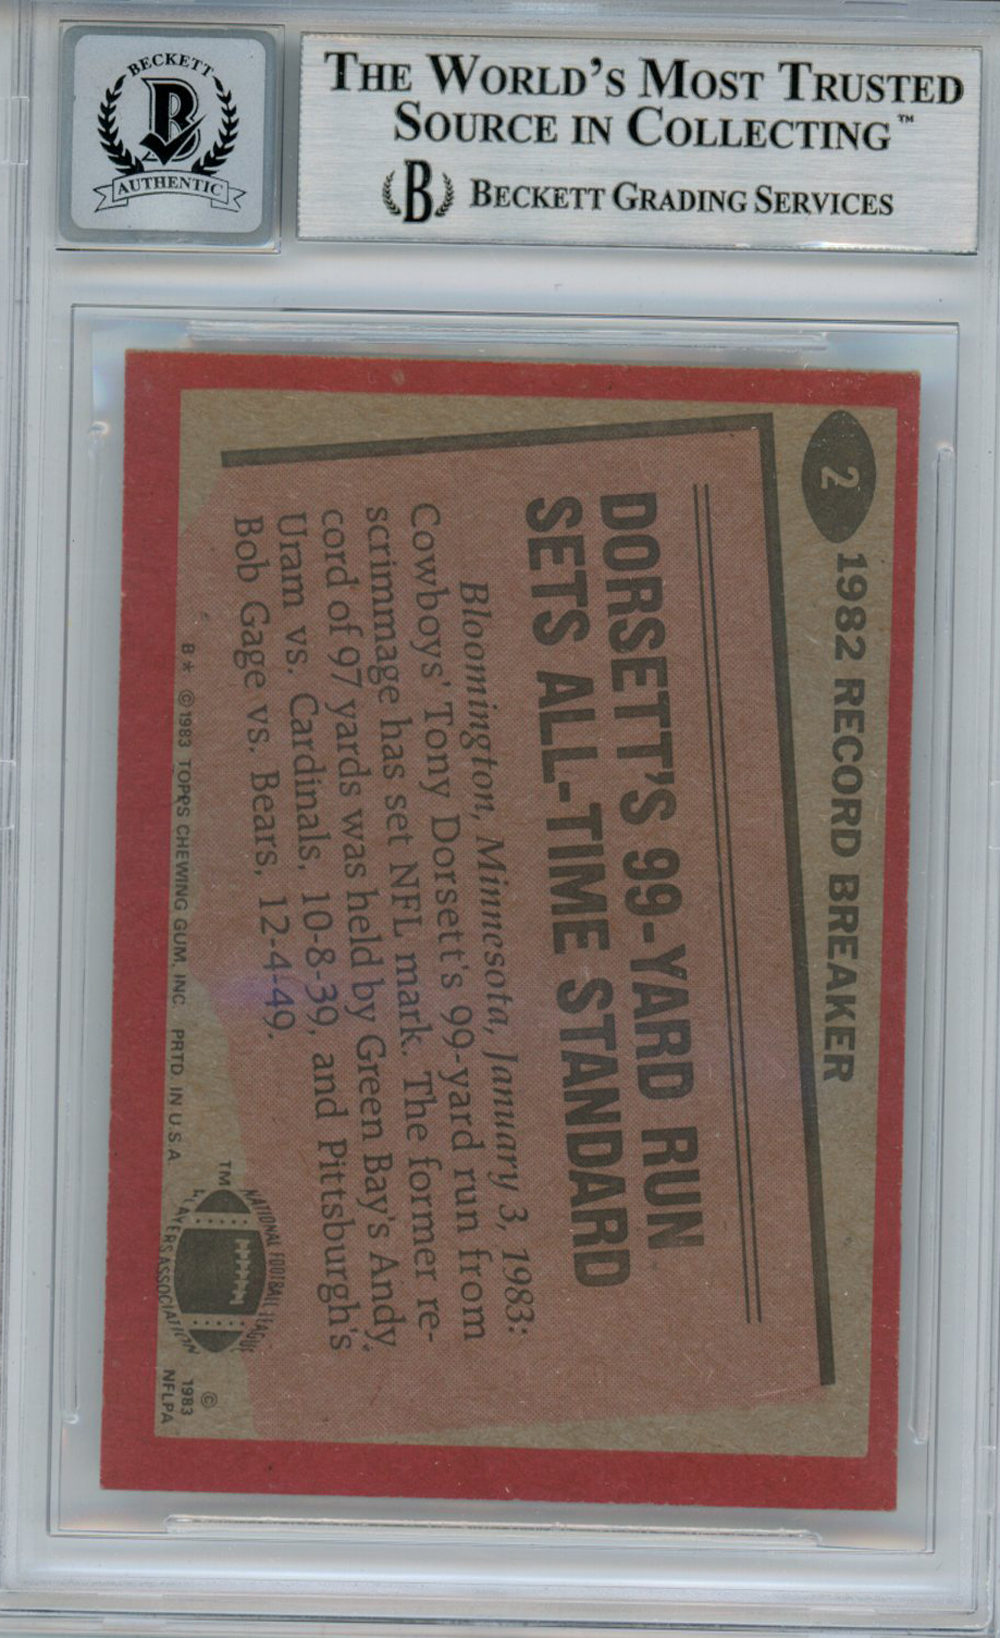 BECKETT
B
AUTHENTIC
THE WORLD'S MOST TRUSTED
SOURCE IN COLLECTING™
B BECKETT GRADING SERVICES
2 1982 RECORD BREAKER
DORSETT'S 99-YARD RUN
SETS ALL-TIME STANDARD
Bloomington, Minnesota, January 3, 1983:
Cowboys' Tony Dorsett's 99-yard run from
scrimmage has set NFL mark. The former re-
cord of 97 yards was held by Green Bay's Andy
Uram vs. Cardinals, 10-8-39, and Pittsburgh's
Bob Gage vs. Bears, 12-4-49.
B* ©1983 TOPPS CHEWING GUM, INC. PRTD. IN U.S.A.
TM
NATIONAL FOOTBALL LEAGUE
PLAYERS ASSOCIATION
©
1983
NFLPA